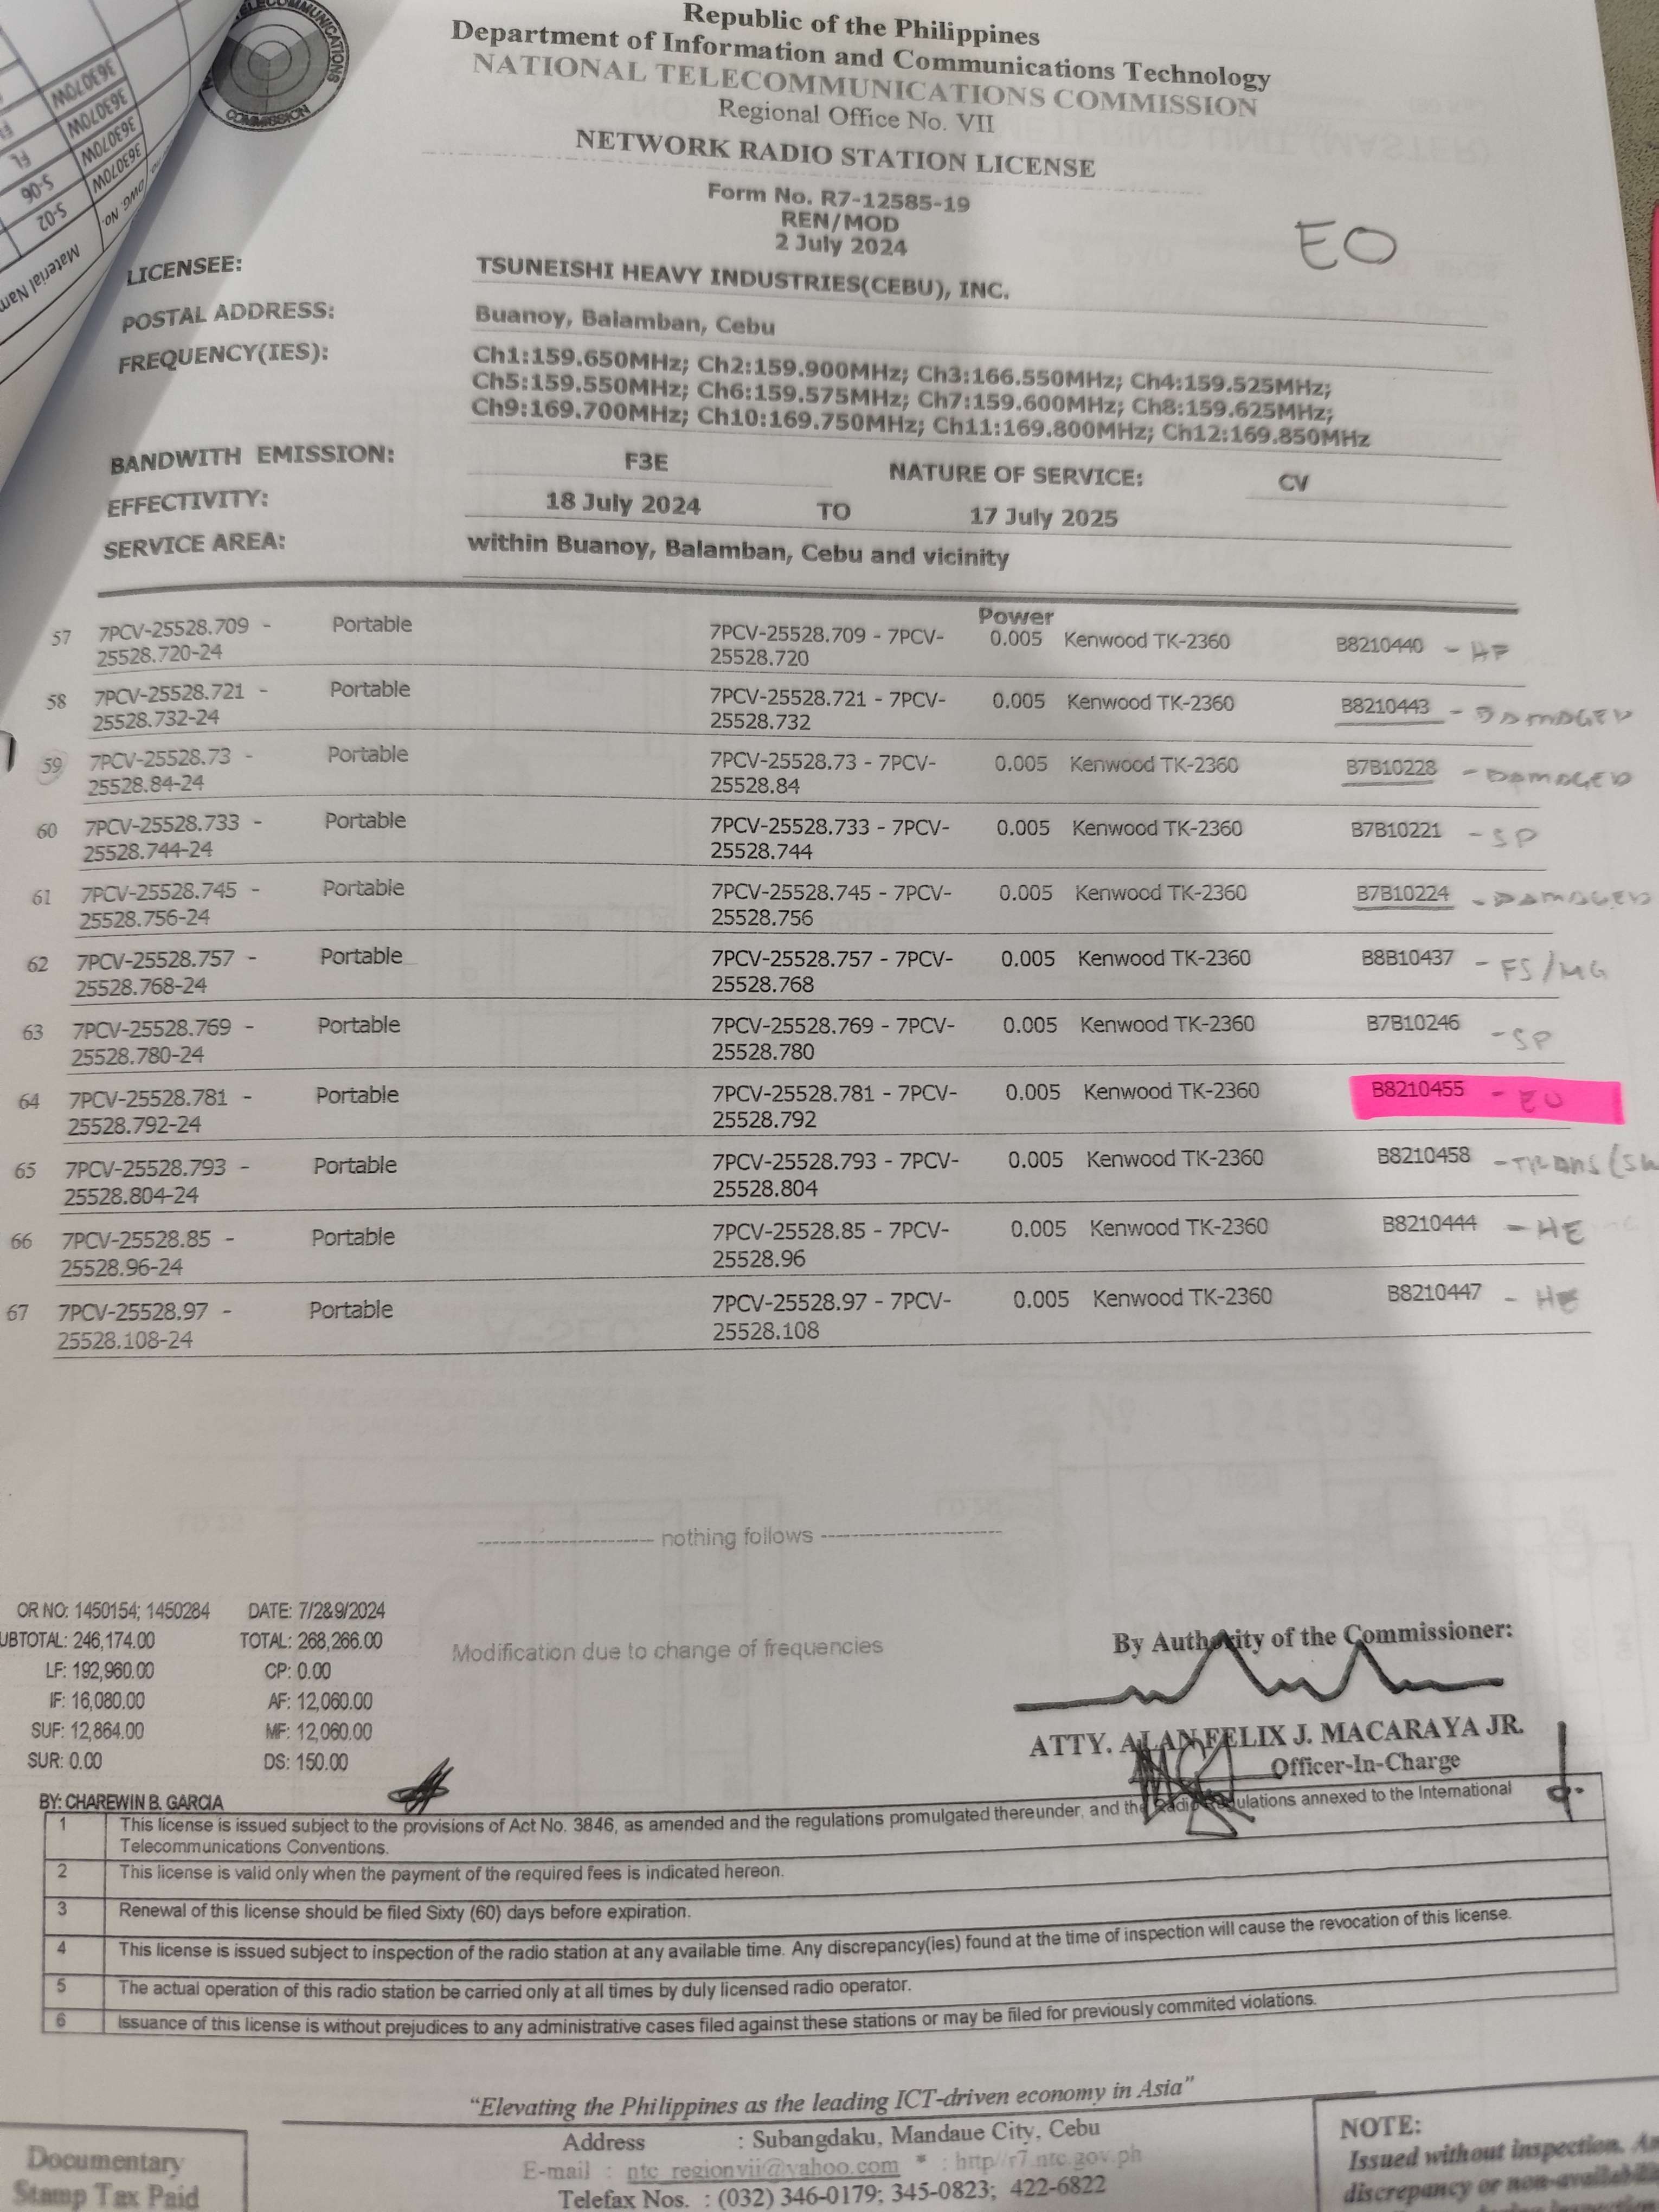 Republic of the Philippines
Department of Information and Communications Technology
NATIONAL TELECOMMUNICATIONS COMMISSION
Regional Office No. VII
NETWORK RADIO STATION LICENSE
Form No. R7-12585-19
REN/MOD
2 July 2024
EO
COMMISSION
363070W
363070W
363070W
363070W
FL
S-06
S-02
DWG. No.
LICENSEE: TSUNEISHI HEAVY INDUSTRIES(CEBU), INC.
POSTAL ADDRESS: Buanoy, Balamban, Cebu
FREQUENCY(IES): Ch1:159.650MHz; Ch2:159.900MHz; Ch3:166.550MHz; Ch4:159.525MHz;
Ch5:159.550MHz; Ch6:159.575MHz; Ch7:159.600MHz; Ch8:159.625MHz;
Ch9:169.700MHz; Ch10:169.750MHz; Ch11:169.800MHz; Ch12:169.850MHz
BANDWITH EMISSION: F3E NATURE OF SERVICE: CV
EFFECTIVITY: 18 July 2024 TO 17 July 2025
SERVICE AREA: within Buanoy, Balamban, Cebu and vicinity
Power
57 7PCV-25528.709 - Portable 7PCV-25528.709 - 7PCV- 0.005 Kenwood TK-2360 B8210440
25528.720-24 25528.720
58 7PCV-25528.721 - Portable 7PCV-25528.721 - 7PCV- 0.005 Kenwood TK-2360 B8210443 - DAMAGED
25528.732-24 25528.732
59 7PCV-25528.73 - Portable 7PCV-25528.73 - 7PCV- 0.005 Kenwood TK-2360 B7B10228 - DAMAGED
25528.84-24 25528.84
60 7PCV-25528.733 - Portable 7PCV-25528.733 - 7PCV- 0.005 Kenwood TK-2360 B7B10221 - SP
25528.744-24 25528.744
61 7PCV-25528.745 - Portable 7PCV-25528.745 - 7PCV- 0.005 Kenwood TK-2360 B7B10224 - DAMAGED
25528.756-24 25528.756
62 7PCV-25528.757 - Portable 7PCV-25528.757 - 7PCV- 0.005 Kenwood TK-2360 B8B10437 - FS/MG
25528.768-24 25528.768
63 7PCV-25528.769 - Portable 7PCV-25528.769 - 7PCV- 0.005 Kenwood TK-2360 B7B10246 - SP
25528.780-24 25528.780
64 7PCV-25528.781 - Portable 7PCV-25528.781 - 7PCV- 0.005 Kenwood TK-2360 B8210455 - EO
25528.792-24 25528.792
65 7PCV-25528.793 - Portable 7PCV-25528.793 - 7PCV- 0.005 Kenwood TK-2360 B8210458 - TRANS
25528.804-24 25528.804
66 7PCV-25528.85 - Portable 7PCV-25528.85 - 7PCV- 0.005 Kenwood TK-2360 B8210444 - HE
25528.96-24 25528.96
67 7PCV-25528.97 - Portable 7PCV-25528.97 - 7PCV- 0.005 Kenwood TK-2360 B8210447 - HE
25528.108-24 25528.108
---------------------- nothing follows ----------------------
OR NO: 1450154; 1450284 DATE: 7/2&9/2024
UBTOTAL: 246,174.00 TOTAL: 268,266.00
LF: 192,960.00 CP: 0.00
IF: 16,080.00 AF: 12,060.00
SUF: 12,864.00 MF: 12,060.00
SUR: 0.00 DS: 150.00
BY: CHAREWIN B. GARCIA
Modification due to change of frequencies
By Authority of the Commissioner:
ATTY. ALAN FELIX J. MACARAYA JR.
Officer-In-Charge
1 This license is issued subject to the provisions of Act No. 3846, as amended and the regulations promulgated thereunder, and the Radio Regulations annexed to the International
Telecommunications Conventions.
2 This license is valid only when the payment of the required fees is indicated hereon.
3 Renewal of this license should be filed Sixty (60) days before expiration.
4 This license is issued subject to inspection of the radio station at any available time. Any discrepancy(ies) found at the time of inspection will cause the revocation of this license.
5 The actual operation of this radio station be carried only at all times by duly licensed radio operator.
6 Issuance of this license is without prejudices to any administrative cases filed against these stations or may be filed for previously commited violations.
"Elevating the Philippines as the leading ICT-driven economy in Asia"
Address : Subangdaku, Mandaue City, Cebu
E-mail : ntc_regionvii@yahoo.com * : http//r7.ntc.gov.ph
Telefax Nos. : (032) 346-0179; 345-0823; 422-6822
Documentary
Stamp Tax Paid
NOTE:
Issued without inspection.
discrepancy or